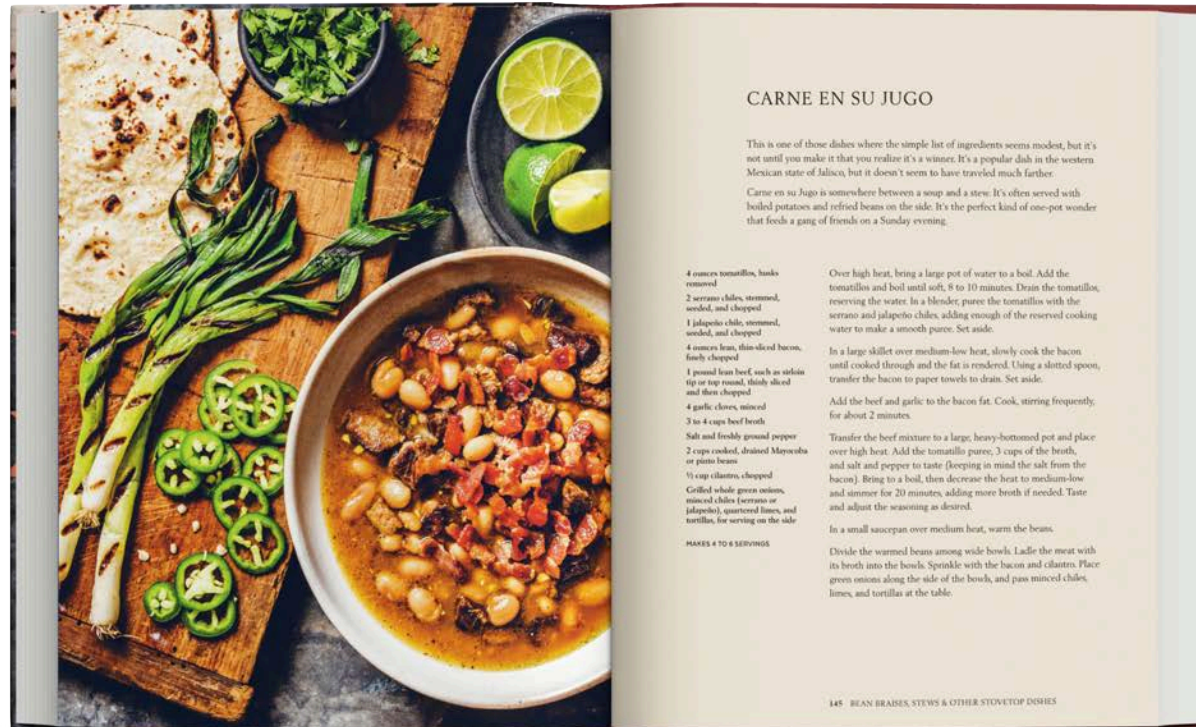 CARNE EN SU JUGO
This is one of those dishes where the simple list of ingredients seems modest, but it's
not until you make it that you realize it's a winner. It's a popular dish in the western
Mexican state of Jalisco, but it doesn't seem to have traveled much farther.
Carne en su Jugo is somewhere between a soup and a stew. It's often served with
boiled potatoes and refried beans on the side. It's the perfect kind of one-pot wonder
that feeds a gang of friends on a Sunday evening.
4 ounces tomatillos, husks
removed
2 serrano chiles, stemmed,
seeded, and chopped
1 jalapeño chile, stemmed,
seeded, and chopped
4 ounces lean, thin-sliced bacon,
finely chopped
1 pound lean beef, such as sirloin
tip or top round, thinly sliced
and then chopped
4 garlic cloves, minced
3 to 4 cups beef broth
Salt and freshly ground pepper
2 cups cooked, drained Mayocoba
or pinto beans
½ cup cilantro, chopped
Grilled whole green onions,
minced chiles (serrano or
jalapeño), quartered limes, and
tortillas, for serving on the side
MAKES 4 TO 6 SERVINGS
Over high heat, bring a large pot of water to a boil. Add the
tomatillos and boil until soft, 8 to 10 minutes. Drain the tomatillos,
reserving the water. In a blender, puree the tomatillos with the
serrano and jalapeño chiles, adding enough of the reserved cooking
water to make a smooth puree. Set aside.
In a large skillet over medium-low heat, slowly cook the bacon
until cooked through and the fat is rendered. Using a slotted spoon,
transfer the bacon to paper towels to drain. Set aside.
Add the beef and garlic to the bacon fat. Cook, stirring frequently,
for about 2 minutes.
Transfer the beef mixture to a large, heavy-bottomed pot and place
over high heat. Add the tomatillo puree, 3 cups of the broth,
and salt and pepper to taste (keeping in mind the salt from the
bacon). Bring to a boil, then decrease the heat to medium-low
and simmer for 20 minutes, adding more broth if needed. Taste
and adjust the seasoning as desired.
In a small saucepan over medium heat, warm the beans.
Divide the warmed beans among wide bowls. Ladle the meat with
its broth into the bowls. Sprinkle with the bacon and cilantro. Place
green onions along the side of the bowls, and pass minced chiles,
limes, and tortillas at the table.
145 BEAN BRAISES, STEWS & OTHER STOVETOP DISHES